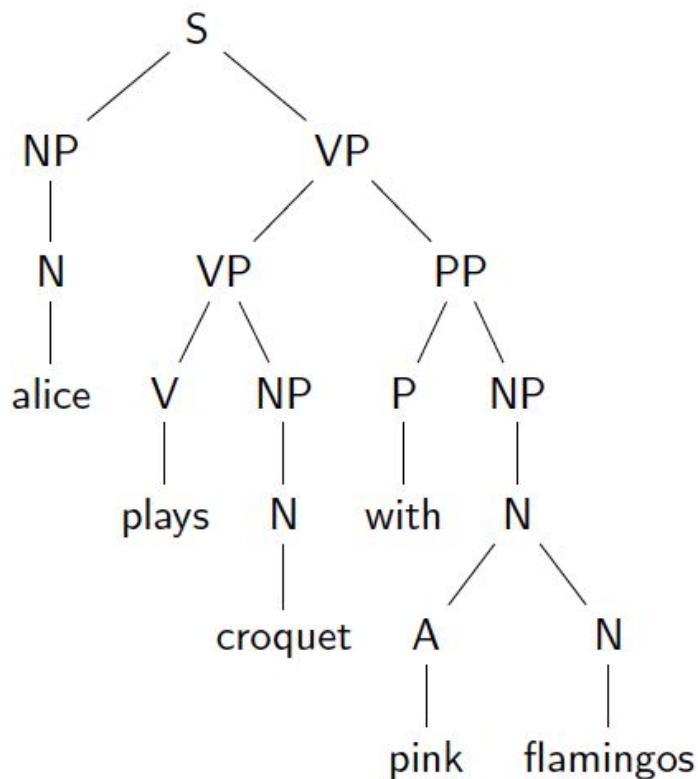 S
NP VP
N VP PP
alice V NP P NP
plays N with N
croquet A N
pink flamingos